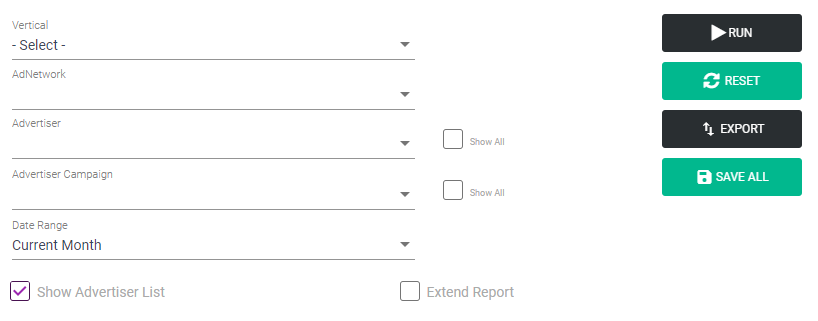 Vertical
- Select -
AdNetwork
Advertiser
Show All
Advertiser Campaign
Show All
Date Range
Current Month
Show Advertiser List
Extend Report
RUN
RESET
EXPORT
SAVE ALL